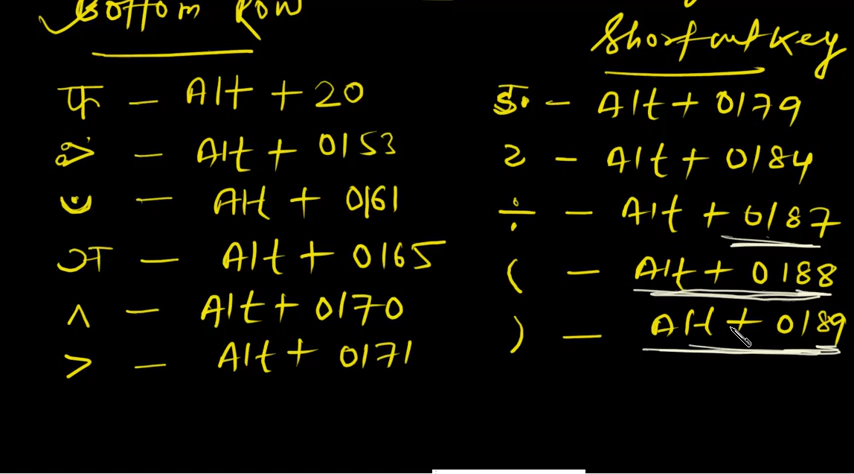 Bottom Row
Shortcut Key
फ - Alt + 20
- Alt + 0153
ँ - Alt + 0161
ञ - Alt + 0165
^ - Alt + 0170
> - Alt + 0171
ङ - Alt + 0179
२ - Alt + 0184
÷ - Alt + 0187
( - Alt + 0188
) - Alt + 0189